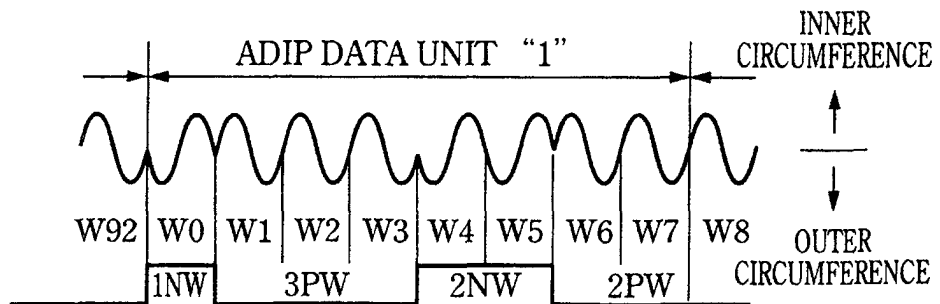 ADIP DATA UNIT “1”
INNER
CIRCUMFERENCE
W92 W0 W1 W2 W3 W4 W5 W6 W7 W8
OUTER
CIRCUMFERENCE
1NW 3PW 2NW 2PW